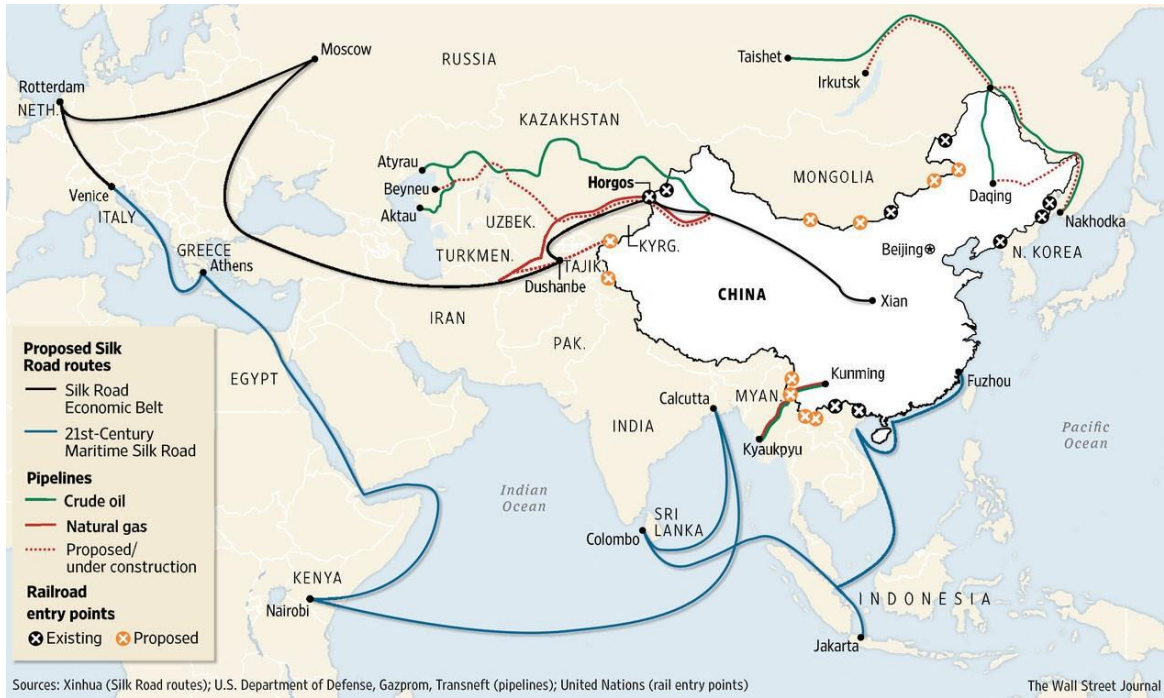 Moscow
RUSSIA
Taishet
Irkutsk
Rotterdam
NETH.
KAZAKHSTAN
Atyrau
Beyneu
Aktau
Horgos
MONGOLIA
Daqing
Nakhodka
Venice
ITALY
UZBEK.
GREECE
Athens
TURKMEN.
KYRG.
TAJIK.
Dushanbe
Beijing
N. KOREA
CHINA
Xian
IRAN
PAK.
EGYPT
Calcutta
MYAN.
Kunming
Fuzhou
INDIA
Kyaukpyu
Pacific
Ocean
Indian
Ocean
SRI
LANKA
Colombo
KENYA
Nairobi
INDONESIA
Jakarta
Proposed Silk
Road routes
Silk Road
Economic Belt
21st-Century
Maritime Silk Road
Pipelines
Crude oil
Natural gas
Proposed/
under construction
Railroad
entry points
Existing Proposed
Sources: Xinhua (Silk Road routes); U.S. Department of Defense, Gazprom, Transneft (pipelines); United Nations (rail entry points)
The Wall Street Journal